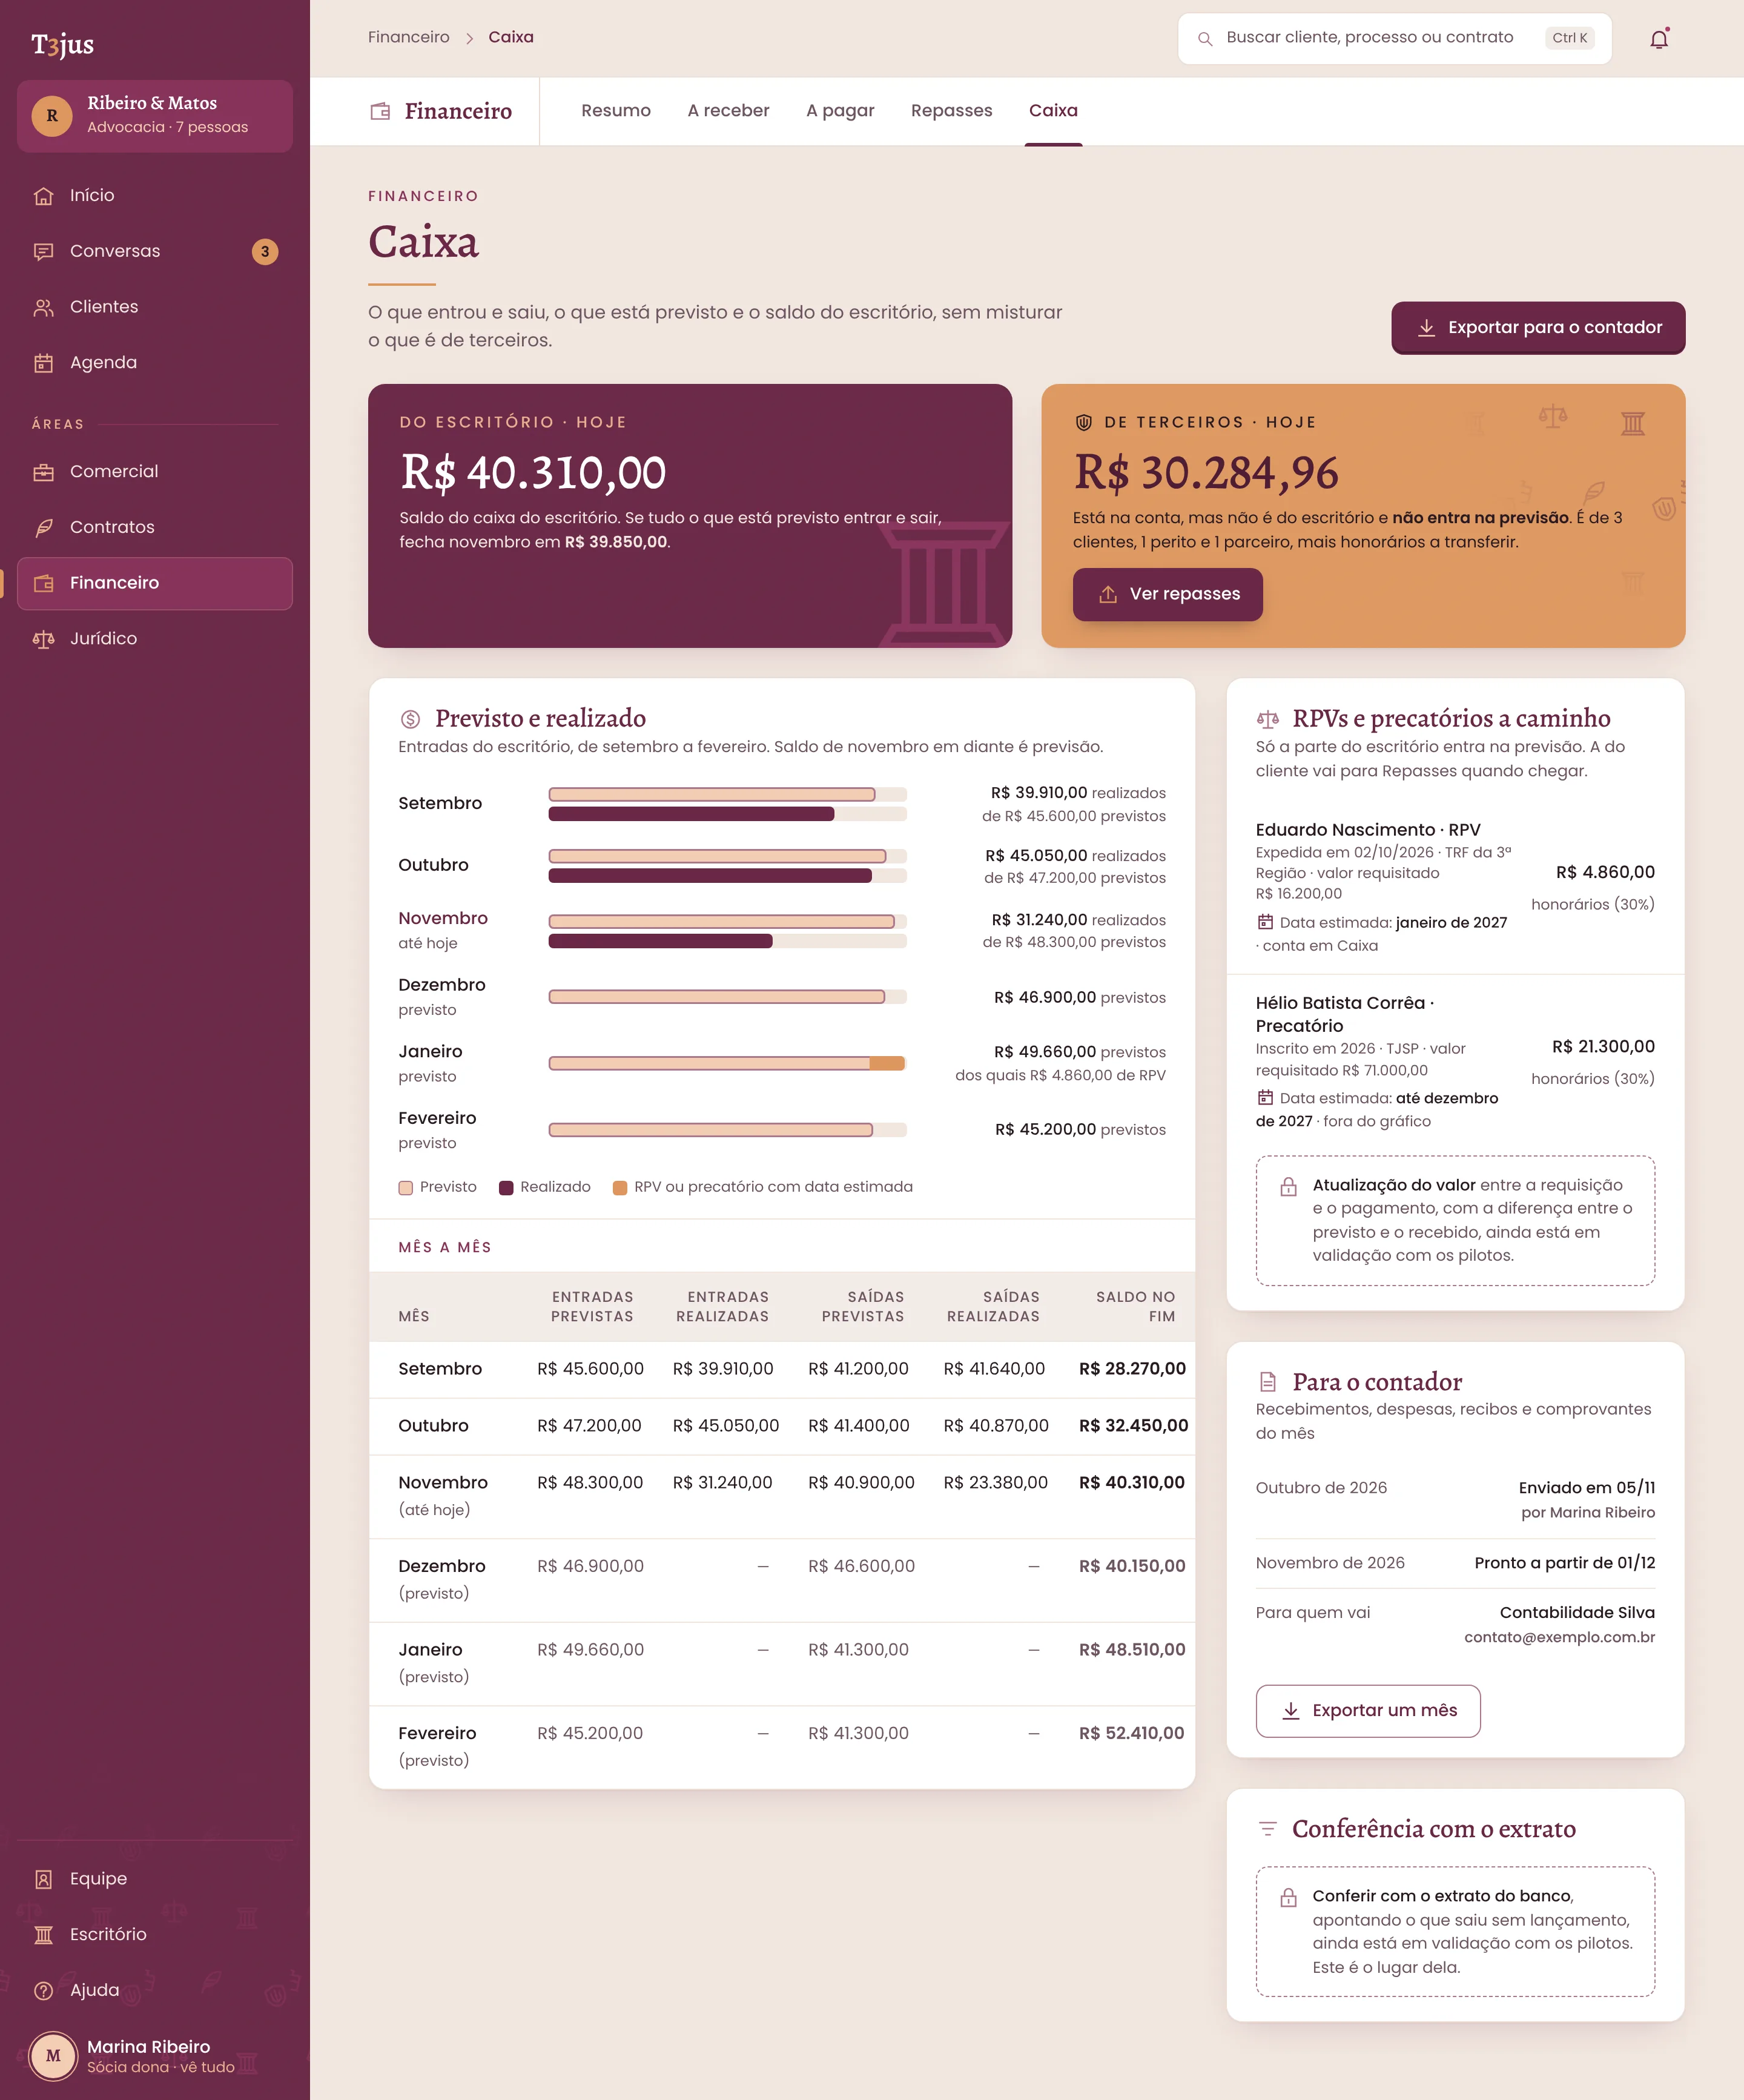 T3jus
R
Ribeiro & Matos
Advocacia · 7 pessoas
Início
Conversas
3
Clientes
Agenda
ÁREAS
Comercial
Contratos
Financeiro
Jurídico
Equipe
Escritório
Ajuda
M
Marina Ribeiro
Sócia dona · vê tudo
Financeiro
Caixa
Buscar cliente, processo ou contrato
Ctrl K
Financeiro
Resumo
A receber
A pagar
Repasses
Caixa
FINANCEIRO
Caixa
O que entrou e saiu, o que está previsto e o saldo do escritório, sem misturar
o que é de terceiros.
Exportar para o contador
DO ESCRITÓRIO · HOJE
R$ 40.310,00
Saldo do caixa do escritório. Se tudo o que está previsto entrar e sair,
fecha novembro em R$ 39.850,00.
DE TERCEIROS · HOJE
R$ 30.284,96
Está na conta, mas não é do escritório e não entra na previsão. É de 3
clientes, 1 perito e 1 parceiro, mais honorários a transferir.
Ver repasses
Previsto e realizado
Entradas do escritório, de setembro a fevereiro. Saldo de novembro em diante é previsão.
Setembro
R$ 39.910,00 realizados
de R$ 45.600,00 previstos
Outubro
R$ 45.050,00 realizados
de R$ 47.200,00 previstos
Novembro
até hoje
R$ 31.240,00 realizados
de R$ 48.300,00 previstos
Dezembro
previsto
R$ 46.900,00 previstos
Janeiro
previsto
R$ 49.660,00 previstos
dos quais R$ 4.860,00 de RPV
Fevereiro
previsto
R$ 45.200,00 previstos
Previsto
Realizado
RPV ou precatório com data estimada
MÊS A MÊS
MÊS
ENTRADAS PREVISTAS
ENTRADAS REALIZADAS
SAÍDAS PREVISTAS
SAÍDAS REALIZADAS
SALDO NO FIM
Setembro R$ 45.600,00 R$ 39.910,00 R$ 41.200,00 R$ 41.640,00 R$ 28.270,00
Outubro R$ 47.200,00 R$ 45.050,00 R$ 41.400,00 R$ 40.870,00 R$ 32.450,00
Novembro R$ 48.300,00 R$ 31.240,00 R$ 40.900,00 R$ 23.380,00 R$ 40.310,00
(até hoje)
Dezembro R$ 46.900,00 — R$ 46.600,00 — R$ 40.150,00
(previsto)
Janeiro R$ 49.660,00 — R$ 41.300,00 — R$ 48.510,00
(previsto)
Fevereiro R$ 45.200,00 — R$ 41.300,00 — R$ 52.410,00
(previsto)
RPVs e precatórios a caminho
Só a parte do escritório entra na previsão. A do
cliente vai para Repasses quando chegar.
Eduardo Nascimento · RPV
Expedida em 02/10/2026 · TRF da 3ª
Região · valor requisitado
R$ 16.200,00
Data estimada: janeiro de 2027
· conta em Caixa
R$ 4.860,00
honorários (30%)
Hélio Batista Corrêa ·
Precatório
Inscrito em 2026 · TJSP · valor
requisitado R$ 71.000,00
Data estimada: até dezembro
de 2027 · fora do gráfico
R$ 21.300,00
honorários (30%)
Atualização do valor entre a requisição
e o pagamento, com a diferença entre o
previsto e o recebido, ainda está em
validação com os pilotos.
Para o contador
Recebimentos, despesas, recibos e comprovantes
do mês
Outubro de 2026
Enviado em 05/11
por Marina Ribeiro
Novembro de 2026
Pronto a partir de 01/12
Para quem vai
Contabilidade Silva
contato@exemplo.com.br
Exportar um mês
Conferência com o extrato
Conferir com o extrato do banco,
apontando o que saiu sem lançamento,
ainda está em validação com os pilotos.
Este é o lugar dela.